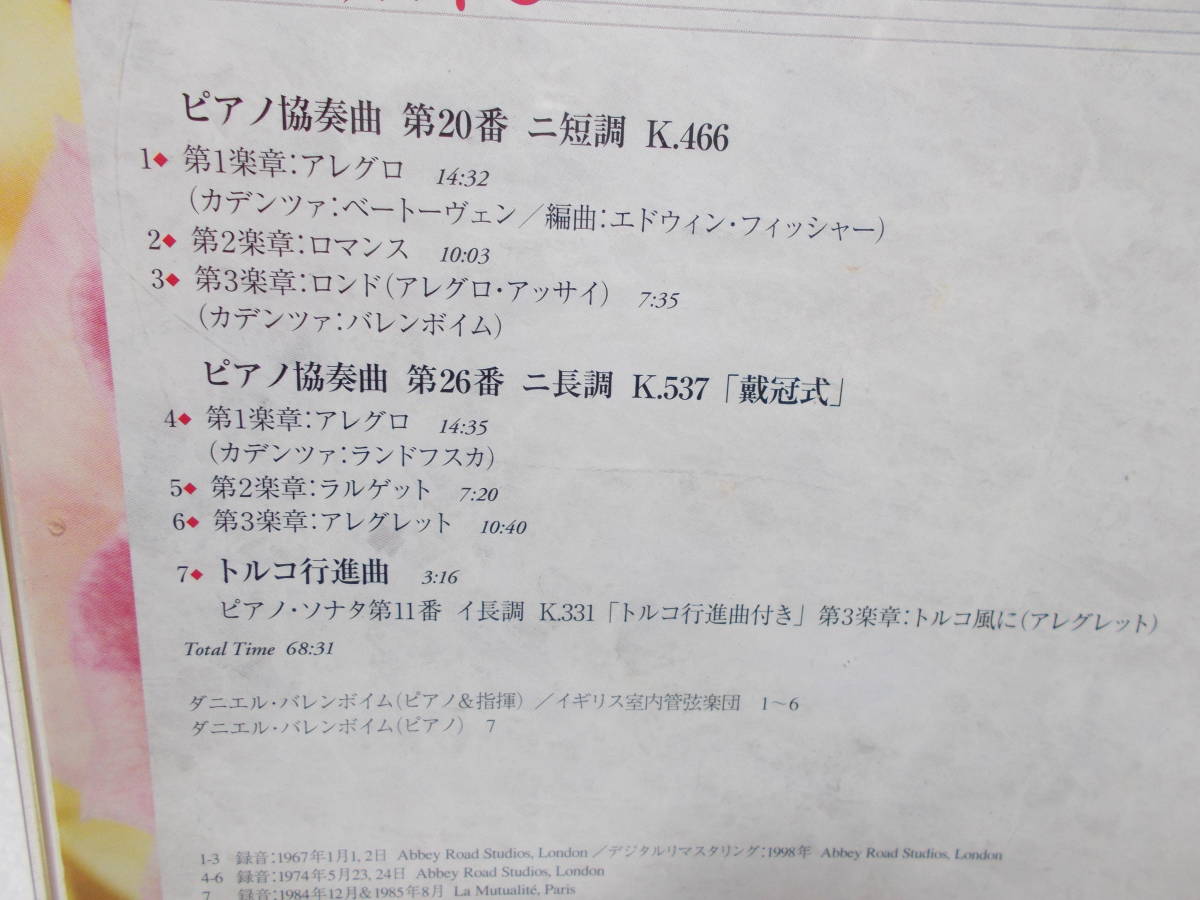 ピアノ協奏曲 第20番 ニ短調 K.466
1◆ 第1楽章:アレグロ 14:32
(カデンツァ:ベートーヴェン/編曲:エドウィン・フィッシャー)
2◆ 第2楽章:ロマンス 10:03
3◆ 第3楽章:ロンド(アレグロ・アッサイ) 7:35
(カデンツァ:バレンボイム)
ピアノ協奏曲 第26番 ニ長調 K.537「戴冠式」
4◆ 第1楽章:アレグロ 14:35
(カデンツァ:ランドフスカ)
5◆ 第2楽章:ラルゲット 7:20
6◆ 第3楽章:アレグレット 10:40
7◆ トルコ行進曲 3:16
ピアノ・ソナタ第11番 イ長調 K.331「トルコ行進曲付き」第3楽章:トルコ風に(アレグレット)
Total Time 68:31
ダニエル・バレンボイム(ピアノ&指揮)/イギリス室内管弦楽団 1～6
ダニエル・バレンボイム(ピアノ) 7
1-3 録音:1967年1月1, 2日 Abbey Road Studios, London/デジタルリマスタリング:1998年 Abbey Road Studios, London
4-6 録音:1974年5月23, 24日 Abbey Road Studios, London
7 録音:1984年12月&1985年8月 La Mutualité, Paris